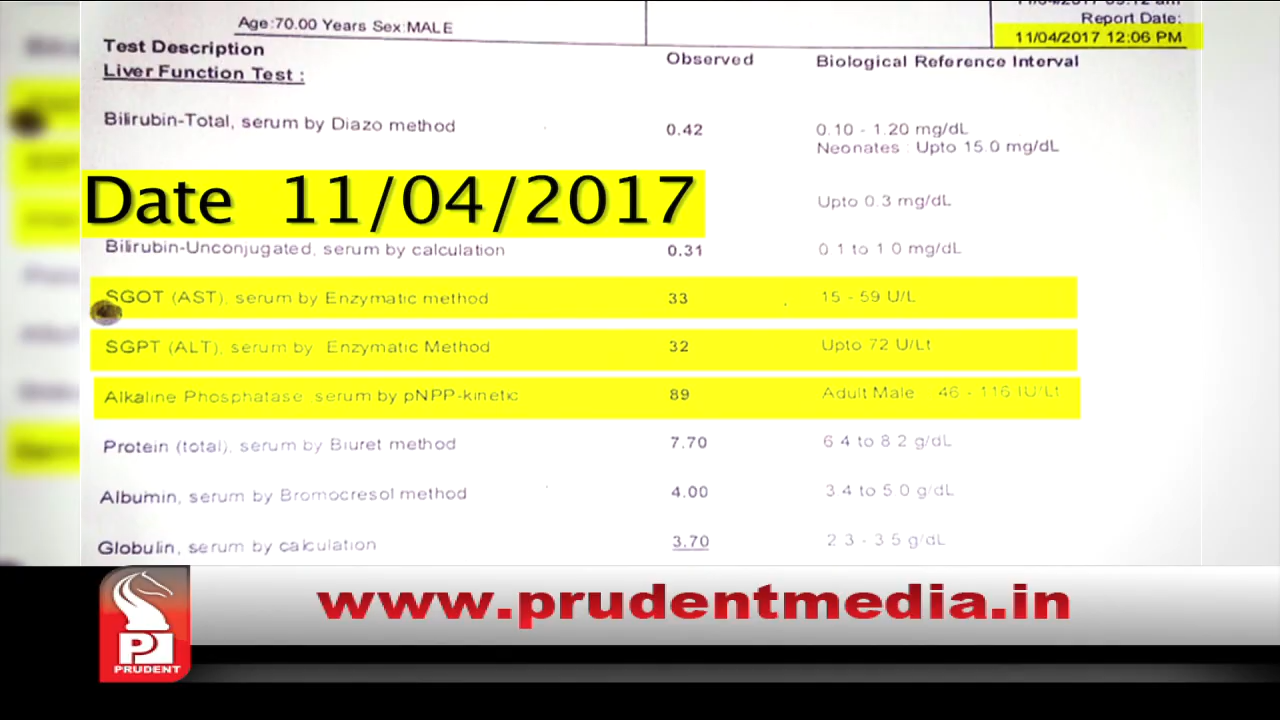 Age:70.00 Years Sex:MALE
Report Date:
11/04/2017 12:06 PM
Test Description Observed Biological Reference Interval
Liver Function Test :
Bilirubin-Total, serum by Diazo method 0.42 0.10 - 1.20 mg/dL
Neonates : Upto 15.0 mg/dL
Date 11/04/2017
Upto 0.3 mg/dL
Bilirubin-Unconjugated, serum by calculation 0.31 0.1 to 1.0 mg/dL
SGOT (AST), serum by Enzymatic method 33 15 - 59 U/L
SGPT (ALT), serum by Enzymatic Method 32 Upto 72 U/Lt
Alkaline Phosphatase, serum by pNPP-kinetic 89 Adult Male 46 - 116 IU/Lt
Protein (total), serum by Biuret method 7.70 6.4 to 8.2 g/dL
Albumin, serum by Bromocresol method 4.00 3.4 to 5.0 g/dL
Globulin, serum by calculation 3.70 2.3 - 3.5 g/dL
www.prudentmedia.in
PRUDENT